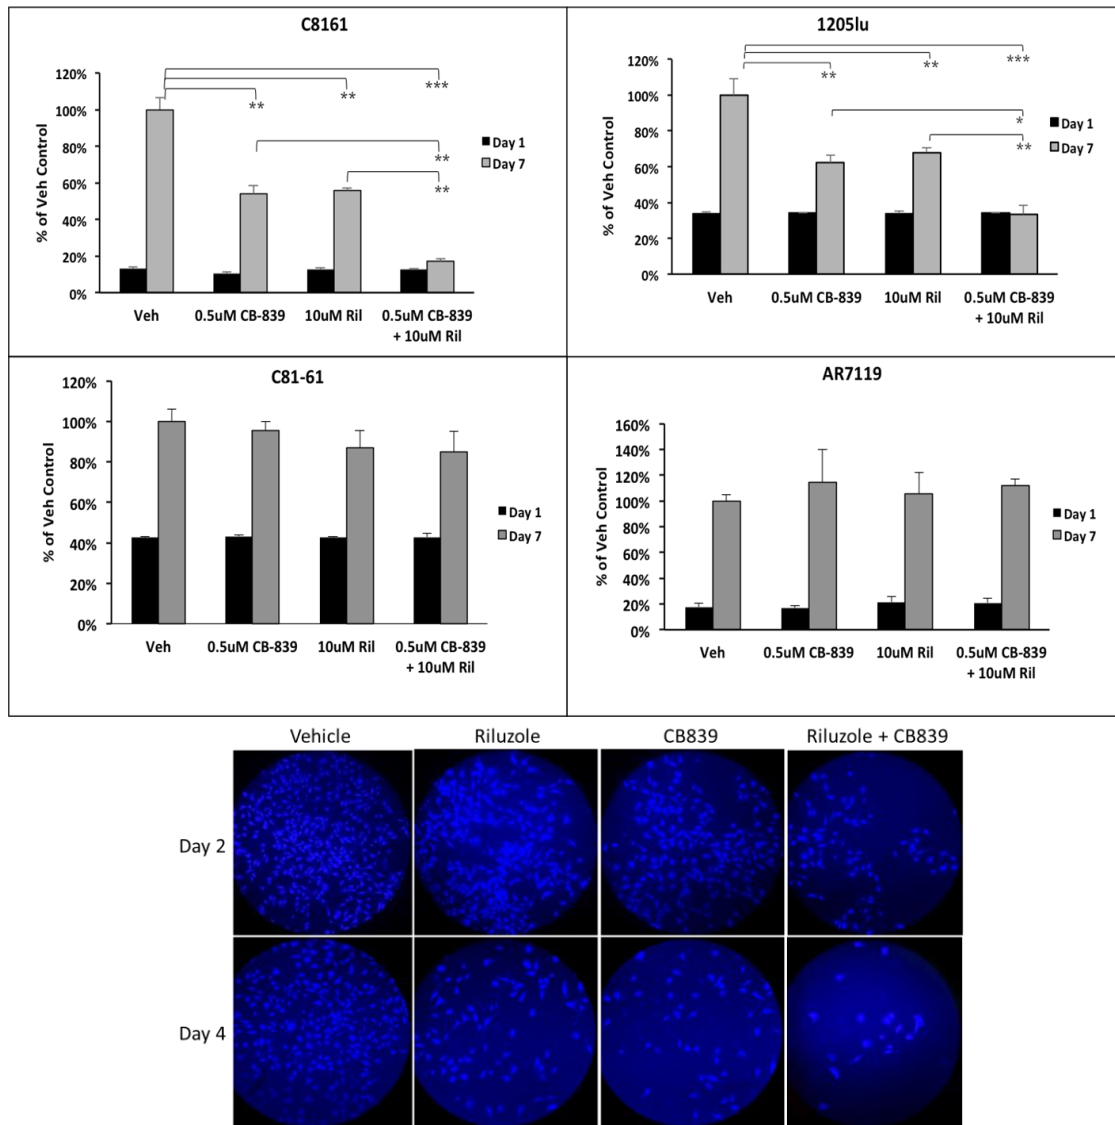 C8161
% of Veh Control
120%
100%
80%
60%
40%
20%
0%
**
**
***
**
**
Day 1
Day 7
Veh
0.5uM CB-839
10uM Ril
0.5uM CB-839
+ 10uM Ril
1205lu
% of Veh Control
120%
100%
80%
60%
40%
20%
0%
**
**
***
*
**
Day 1
Day 7
Veh
0.5uM CB-839
10uM Ril
0.5uM CB-839
+ 10uM Ril
C81-61
% of Veh Control
120%
100%
80%
60%
40%
20%
0%
Day 1
Day 7
Veh
0.5uM CB-839
10uM Ril
0.5uM CB-839
+ 10uM Ril
AR7119
% of Veh Control
160%
140%
120%
100%
80%
60%
40%
20%
0%
Day 1
Day 7
Veh
0.5uM CB-839
10uM Ril
0.5uM CB-839
+ 10uM Ril
Vehicle
Riluzole
CB839
Riluzole + CB839
Day 2
Day 4